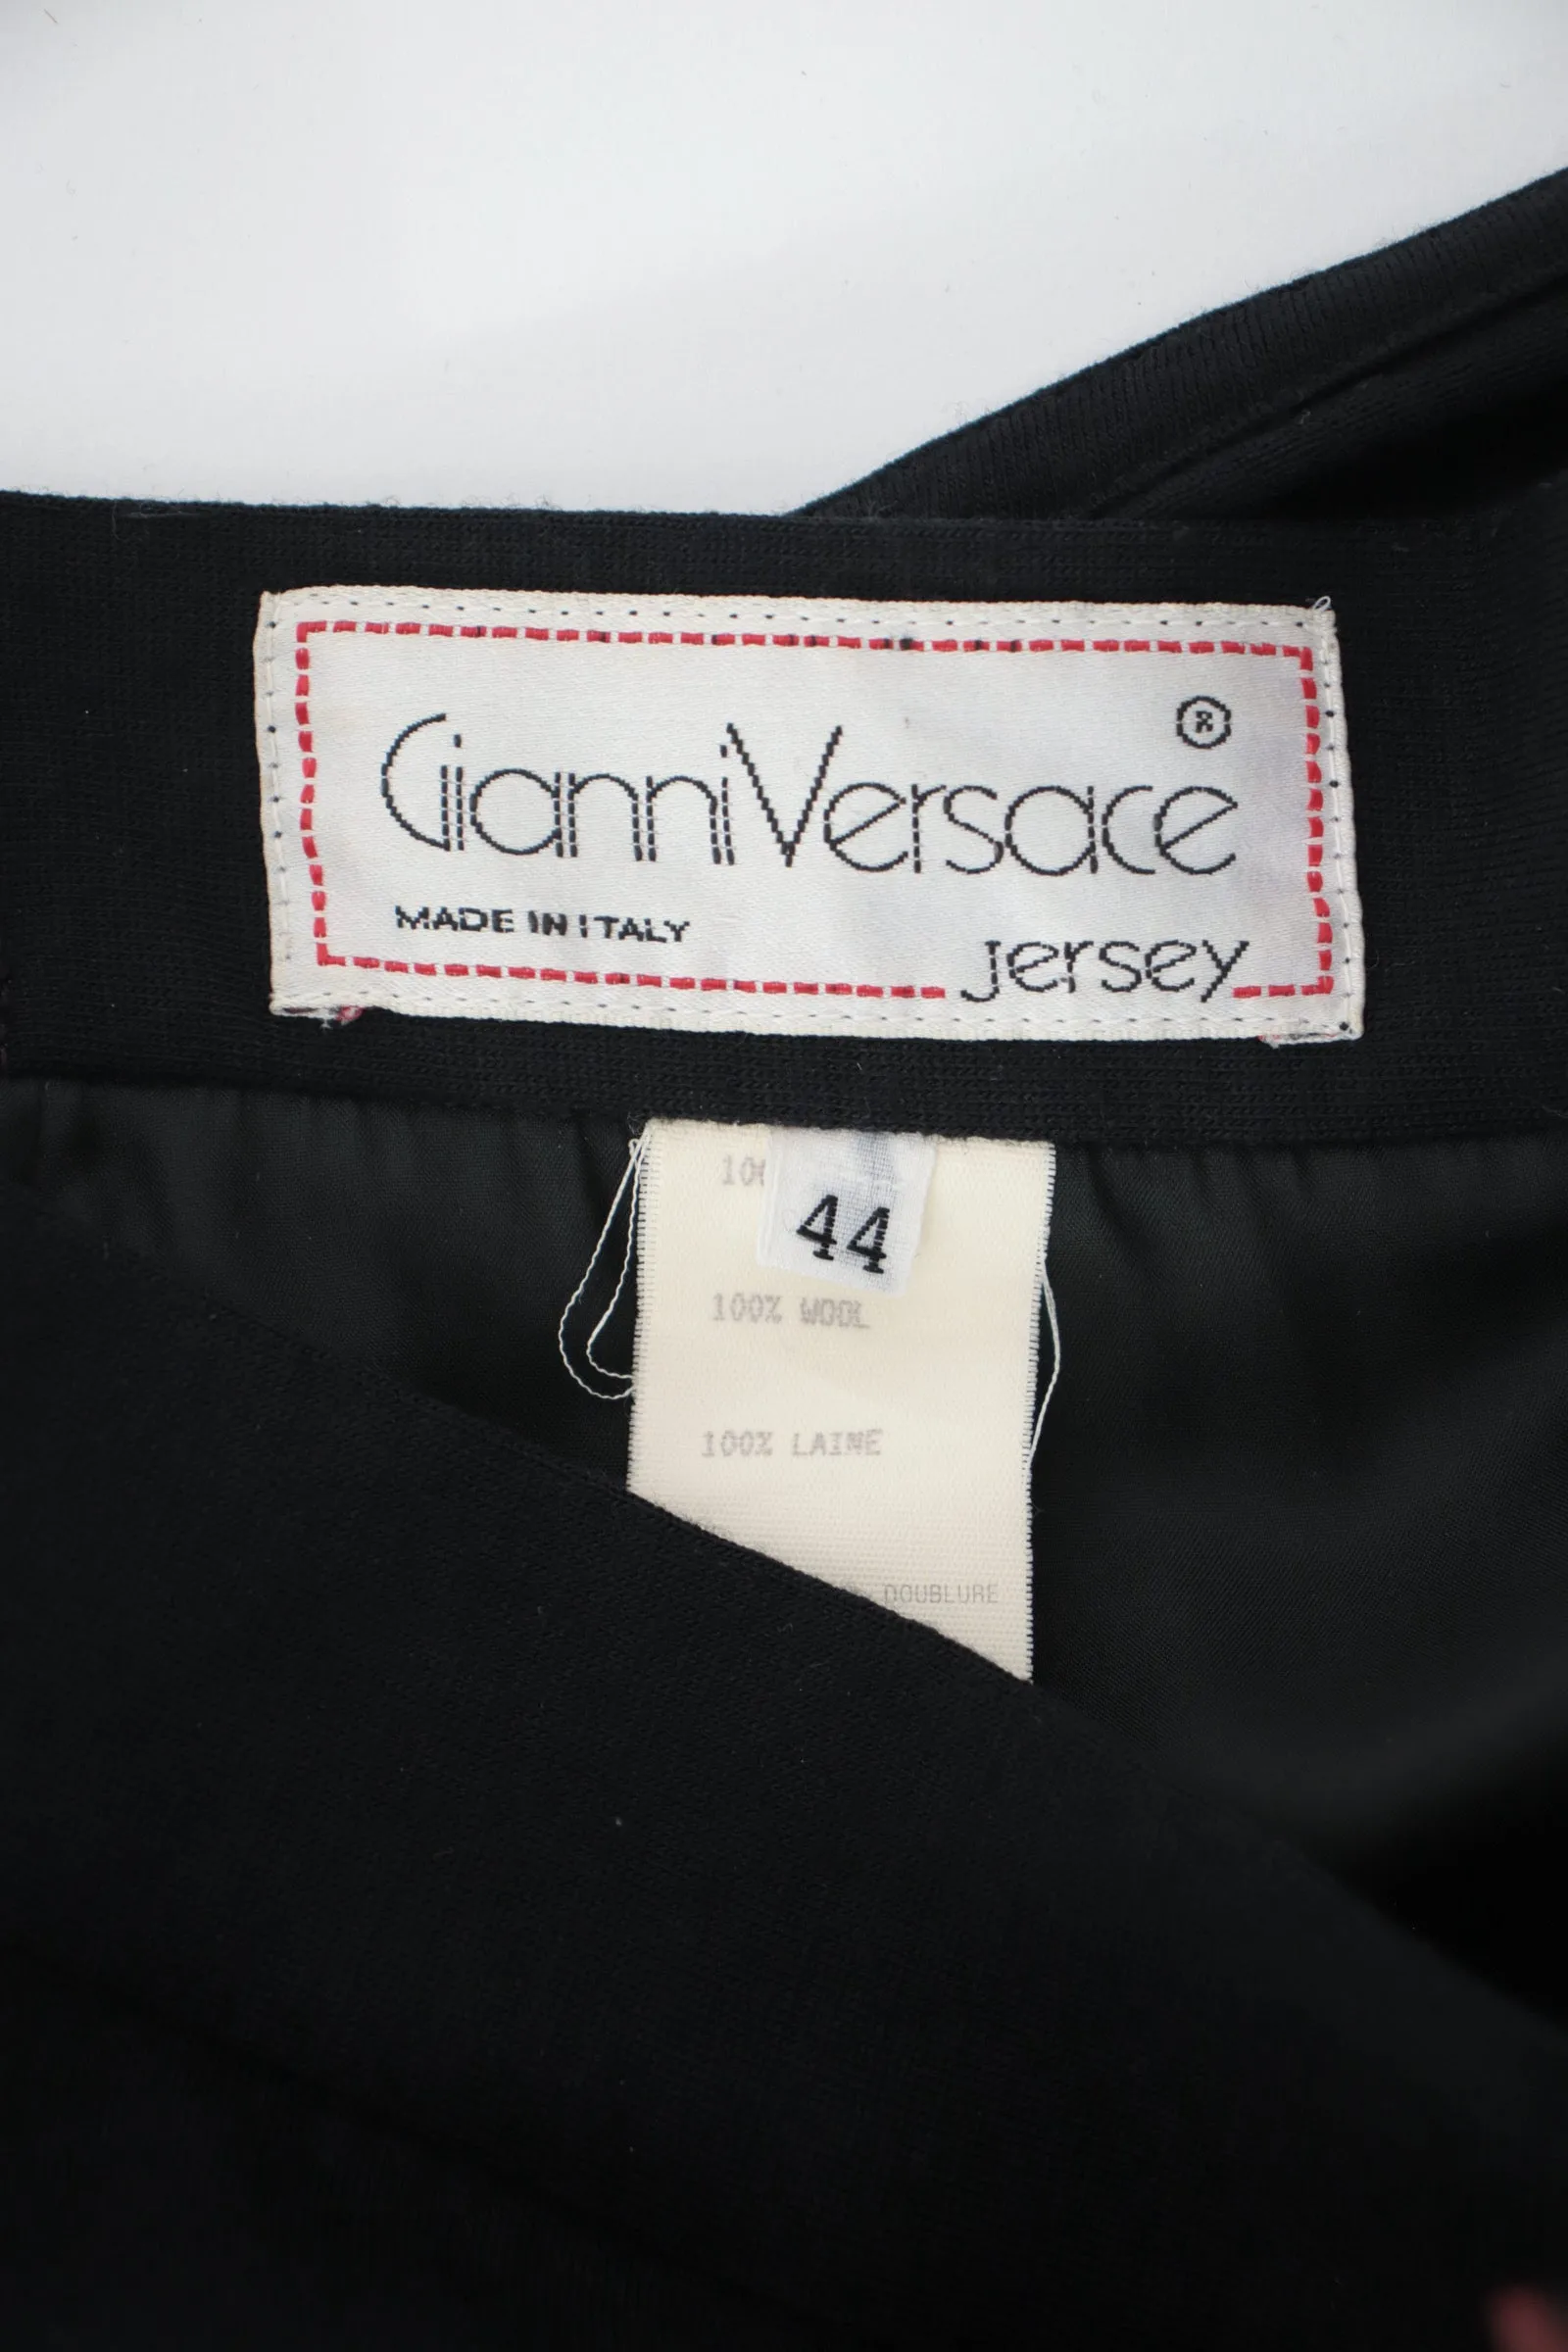 GianniVersace ®
MADE IN ITALY
Jersey
44
100% WOOL
100% LAINE
DOUBLURE